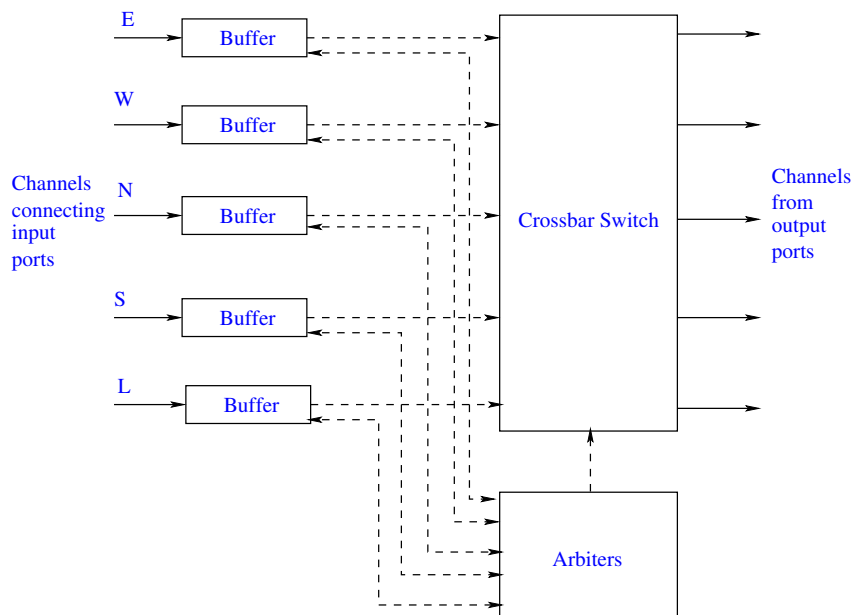 E
Buffer
W
Buffer
Channels
connecting
input
ports
N
Buffer
S
Buffer
L
Buffer
Crossbar Switch
Channels
from
output
ports
Arbiters